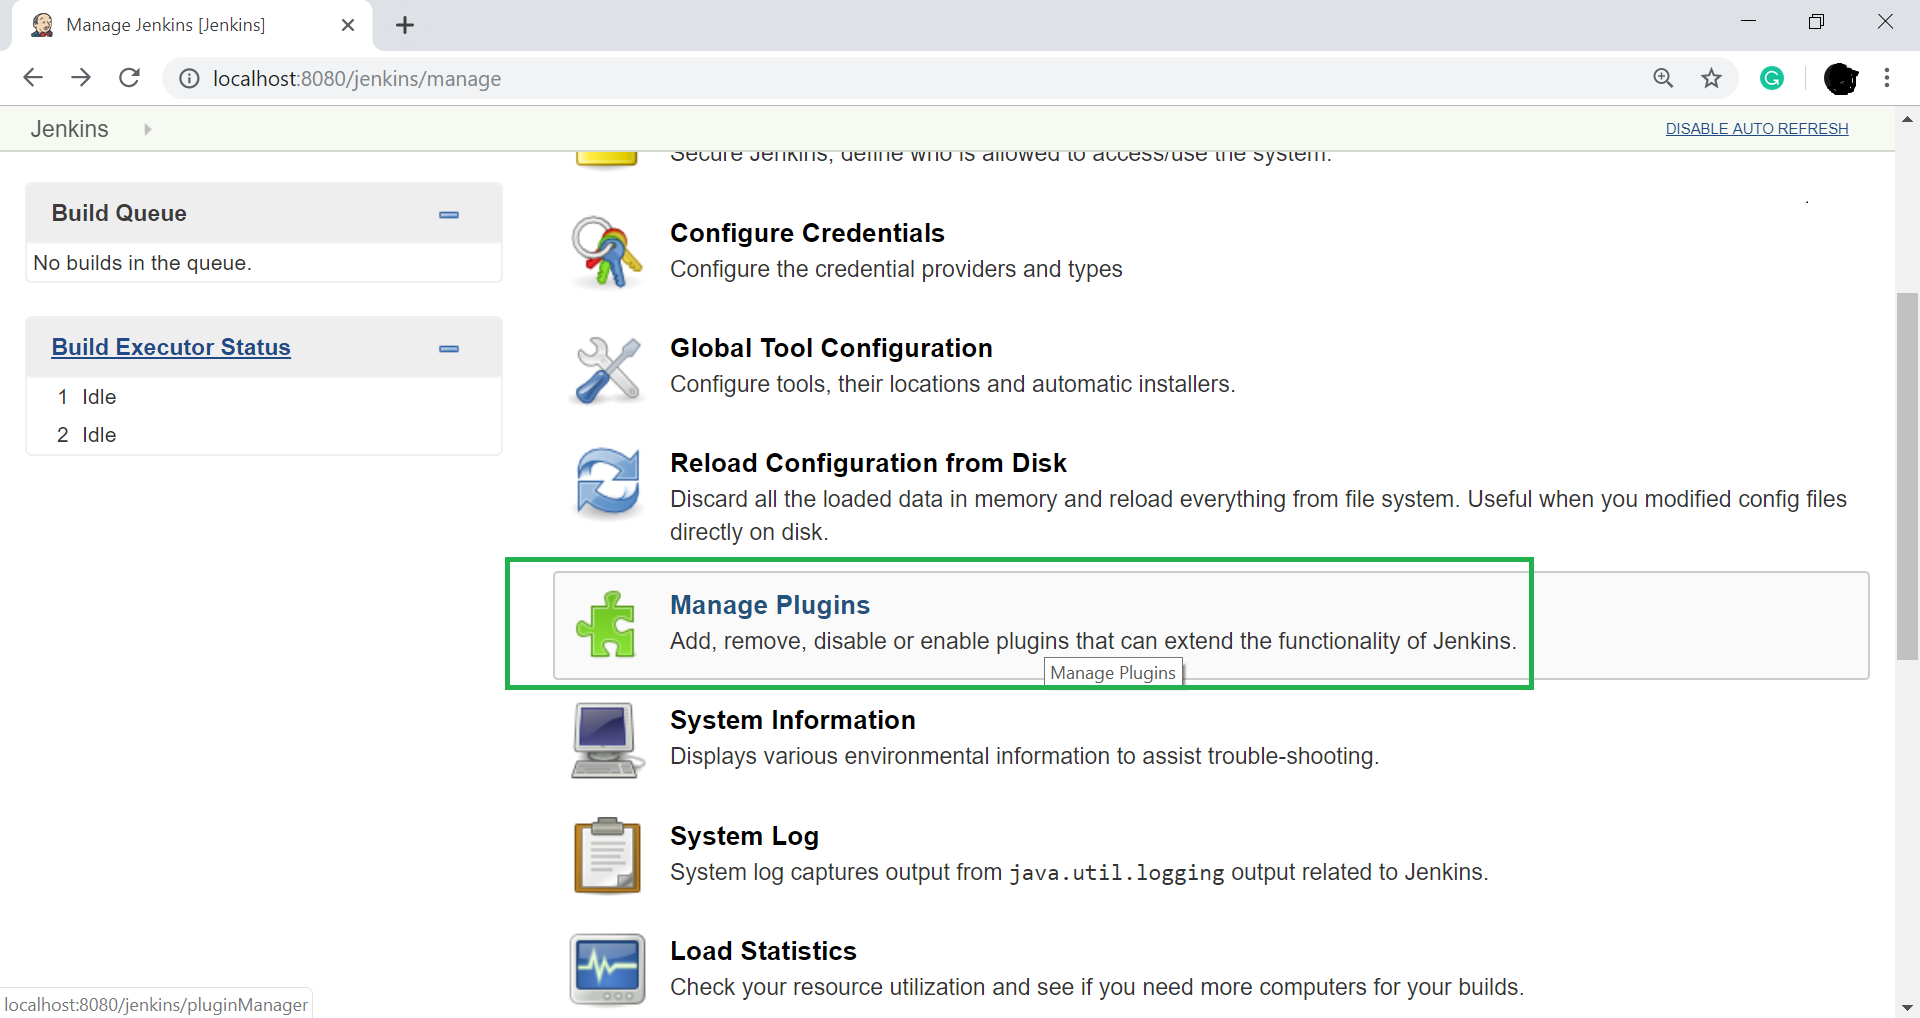 Manage Jenkins [Jenkins]
localhost:8080/jenkins/manage
Jenkins
DISABLE AUTO REFRESH
Secure Jenkins; define who is allowed to access/use the system.
Build Queue
No builds in the queue.
Build Executor Status
1 Idle
2 Idle
Configure Credentials
Configure the credential providers and types
Global Tool Configuration
Configure tools, their locations and automatic installers.
Reload Configuration from Disk
Discard all the loaded data in memory and reload everything from file system. Useful when you modified config files
directly on disk.
Manage Plugins
Add, remove, disable or enable plugins that can extend the functionality of Jenkins.
Manage Plugins
System Information
Displays various environmental information to assist trouble-shooting.
System Log
System log captures output from java.util.logging output related to Jenkins.
Load Statistics
Check your resource utilization and see if you need more computers for your builds.
localhost:8080/jenkins/pluginManager